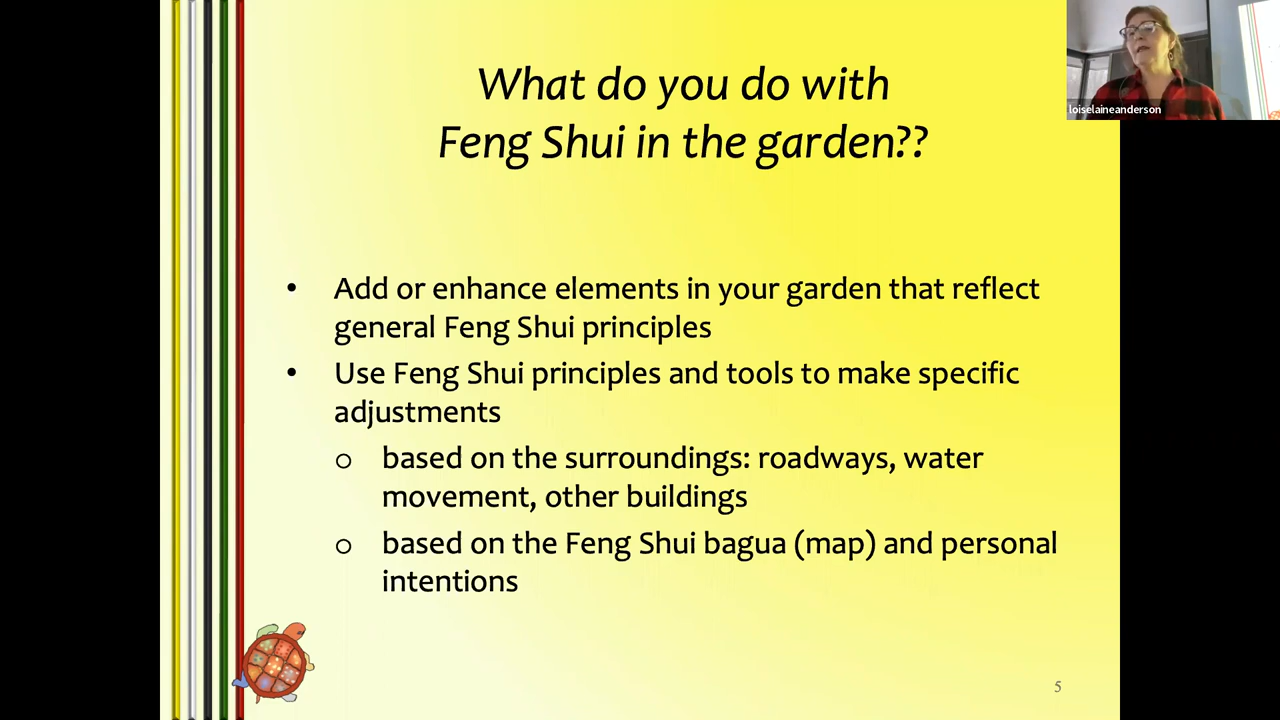 What do you do with
Feng Shui in the garden??
• Add or enhance elements in your garden that reflect
general Feng Shui principles
• Use Feng Shui principles and tools to make specific
adjustments
o based on the surroundings: roadways, water
movement, other buildings
o based on the Feng Shui bagua (map) and personal
intentions
5
loiselaineanderson